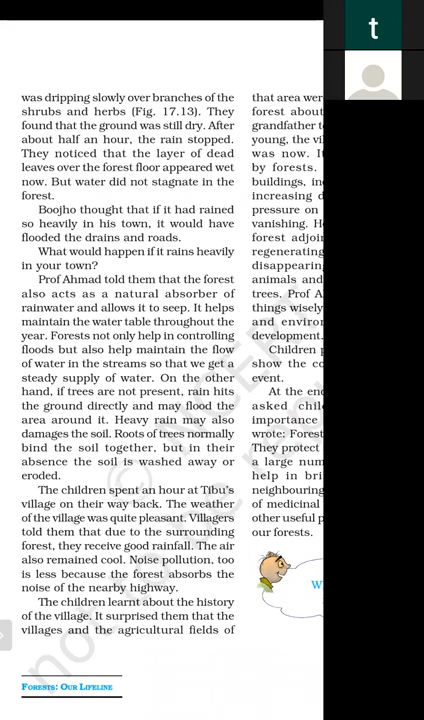 t
was dripping slowly over branches of the
shrubs and herbs (Fig. 17.13). They
found that the ground was still dry. After
about half an hour, the rain stopped.
They noticed that the layer of dead
leaves over the forest floor appeared wet
now. But water did not stagnate in the
forest.
Boojho thought that if it had rained
so heavily in his town, it would have
flooded the drains and roads.
What would happen if it rains heavily
in your town?
Prof Ahmad told them that the forest
also acts as a natural absorber of
rainwater and allows it to seep. It helps
maintain the water table throughout the
year. Forests not only help in controlling
floods but also help maintain the flow
of water in the streams so that we get a
steady supply of water. On the other
hand, if trees are not present, rain hits
the ground directly and may flood the
area around it. Heavy rain may also
damages the soil. Roots of trees normally
bind the soil together, but in their
absence the soil is washed away or
eroded.
The children spent an hour at Tibu's
village on their way back. The weather
of the village was quite pleasant. Villagers
told them that due to the surrounding
forest, they receive good rainfall. The air
also remained cool. Noise pollution, too
is less because the forest absorbs the
noise of the nearby highway.
The children learnt about the history
of the village. It surprised them that the
villages and the agricultural fields of
that area wer
forest about
grandfather t
young, the vil
was now. It
by forests.
buildings, in
increasing d
pressure on
vanishing. H
forest adjoin
regenerating
disappearing
animals and
trees. Prof A
things wisely
and environ
development.
Children p
show the co
event.
At the en
asked chil
importance
wrote: Forest
They protect
a large num
help in bri
neighbouring
of medicinal
other useful p
our forests.
W
FORESTS: OUR LIFELINE
© NCERT
not to be rep